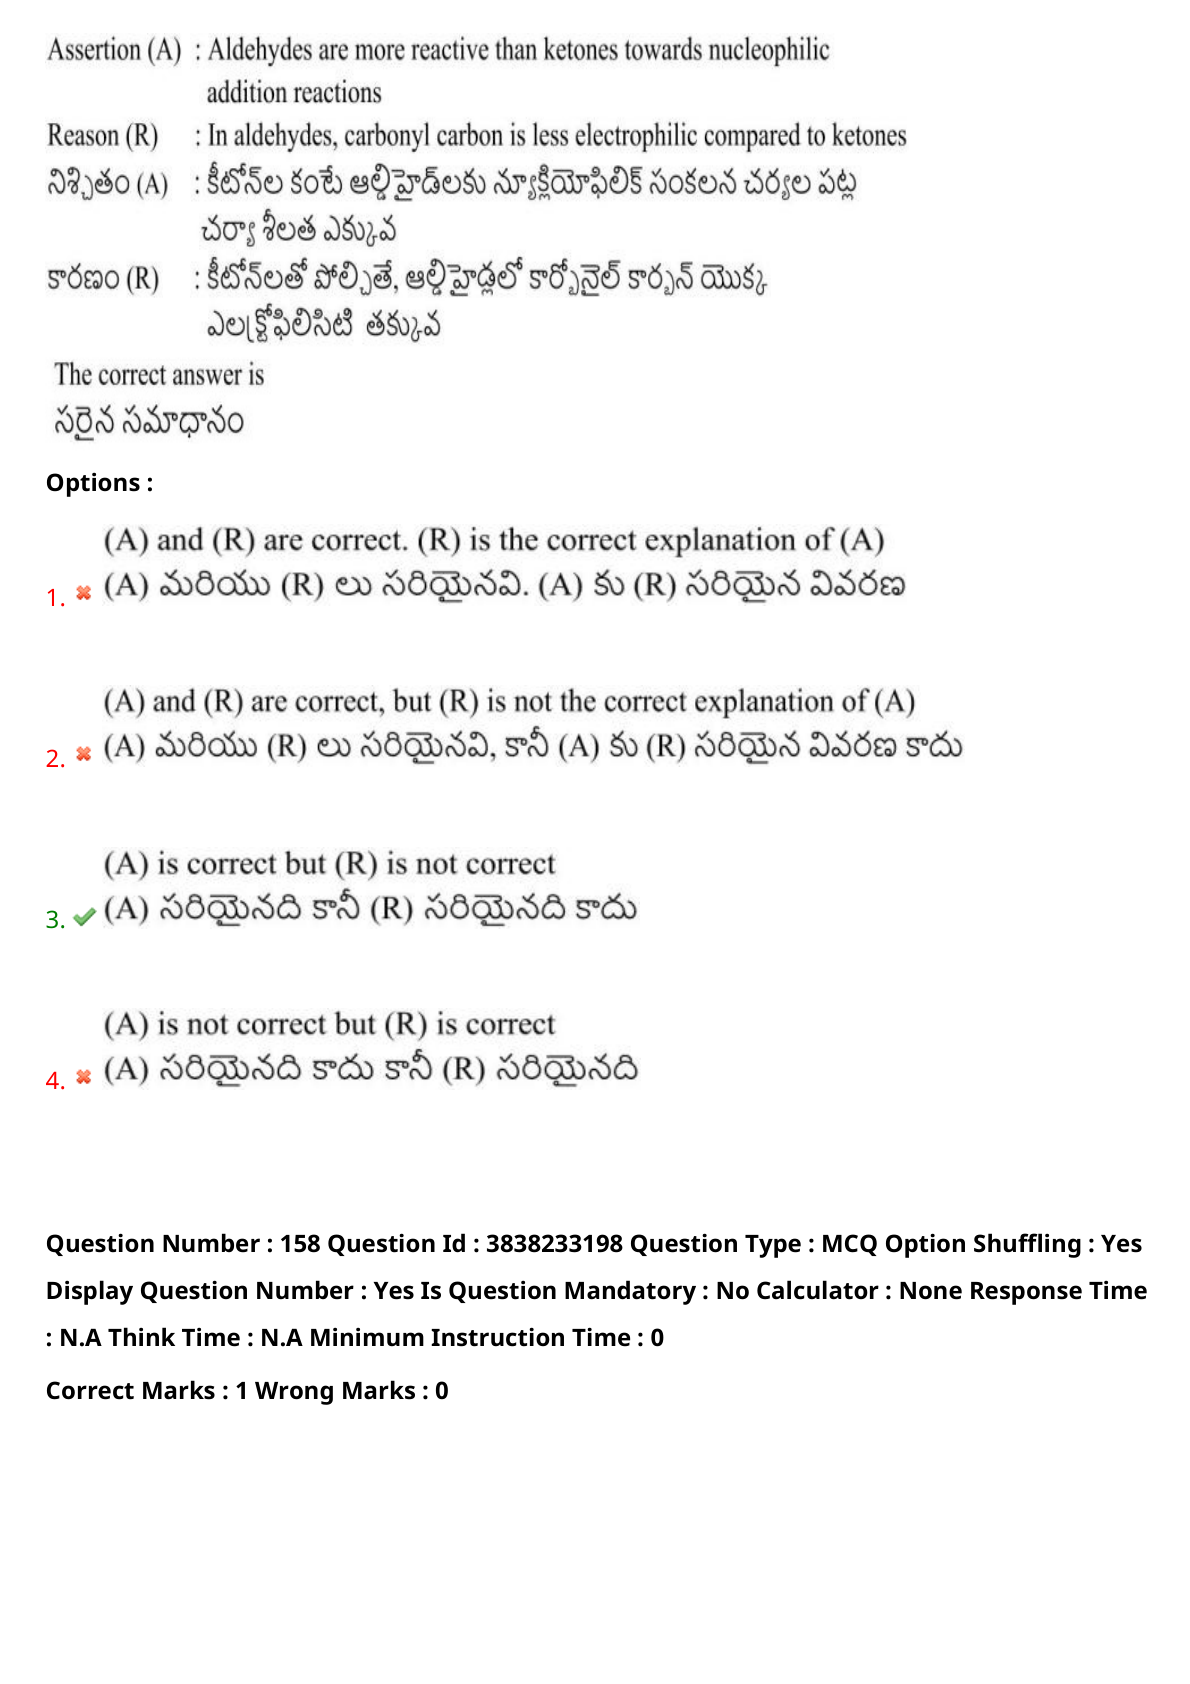 Assertion (A) : Aldehydes are more reactive than ketones towards nucleophilic
addition reactions
Reason (R) : In aldehydes, carbonyl carbon is less electrophilic compared to ketones
నిశ్చితం (A) : కీటోన్‌ల కంటే ఆల్డిహైడ్‌లకు న్యూక్లియోఫిలిక్ సంకలన చర్యల పట్ల
చర్యా శీలత ఎక్కువ
కారణం (R) : కీటోన్‌లతో పోల్చితే, ఆల్డిహైడ్లలో కార్బోనైల్ కార్బన్ యొక్క
ఎలక్ట్రోఫిలిసిటి తక్కువ
The correct answer is
సరైన సమాధానం
Options :
(A) and (R) are correct. (R) is the correct explanation of (A)
1. (A) మరియు (R) లు సరియైనవి. (A) కు (R) సరియైన వివరణ
(A) and (R) are correct, but (R) is not the correct explanation of (A)
2. (A) మరియు (R) లు సరియైనవి, కానీ (A) కు (R) సరియైన వివరణ కాదు
(A) is correct but (R) is not correct
3. (A) సరియైనది కానీ (R) సరియైనది కాదు
(A) is not correct but (R) is correct
4. (A) సరియైనది కాదు కానీ (R) సరియైనది
Question Number : 158 Question Id : 3838233198 Question Type : MCQ Option Shuffling : Yes
Display Question Number : Yes Is Question Mandatory : No Calculator : None Response Time
: N.A Think Time : N.A Minimum Instruction Time : 0
Correct Marks : 1 Wrong Marks : 0